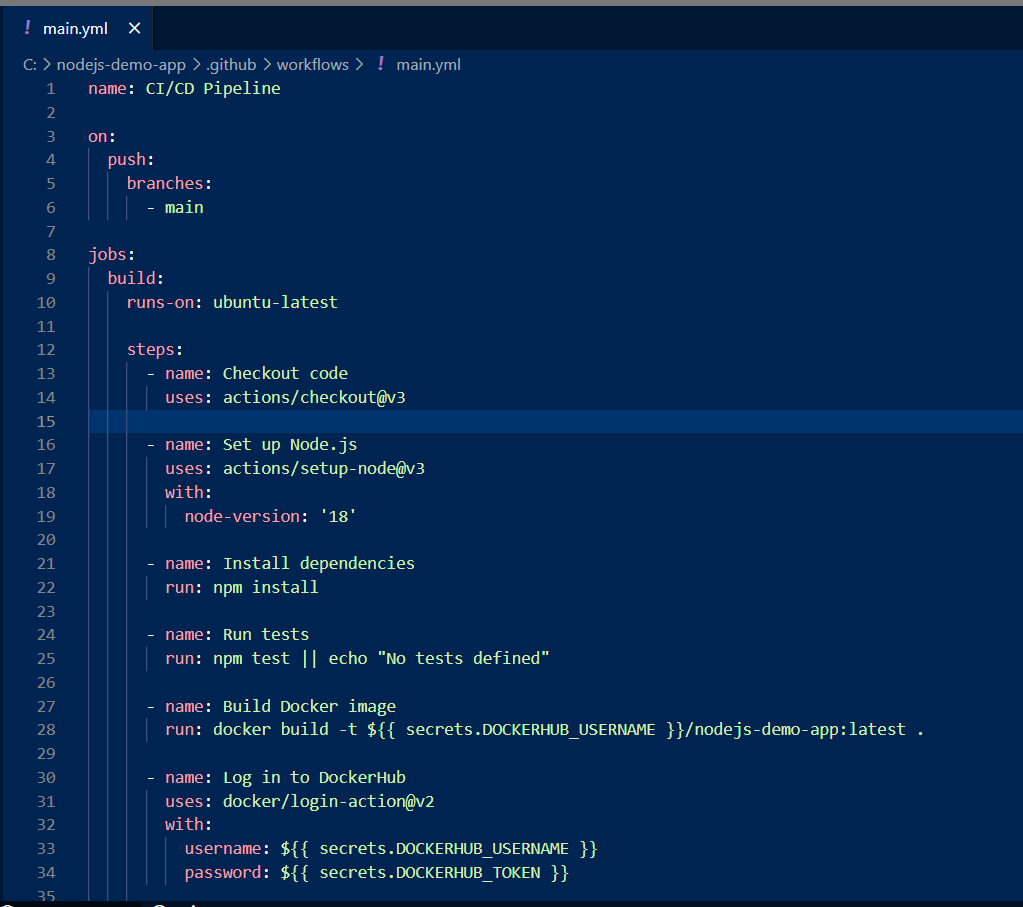 ! main.yml ✕
C: > nodejs-demo-app > .github > workflows > ! main.yml
1 name: CI/CD Pipeline
2
3 on:
4   push:
5     branches:
6       - main
7
8 jobs:
9   build:
10     runs-on: ubuntu-latest
11
12     steps:
13       - name: Checkout code
14         uses: actions/checkout@v3
15
16       - name: Set up Node.js
17         uses: actions/setup-node@v3
18         with:
19           node-version: '18'
20
21       - name: Install dependencies
22         run: npm install
23
24       - name: Run tests
25         run: npm test || echo "No tests defined"
26
27       - name: Build Docker image
28         run: docker build -t ${{ secrets.DOCKERHUB_USERNAME }}/nodejs-demo-app:latest .
29
30       - name: Log in to DockerHub
31         uses: docker/login-action@v2
32         with:
33           username: ${{ secrets.DOCKERHUB_USERNAME }}
34           password: ${{ secrets.DOCKERHUB_TOKEN }}
35